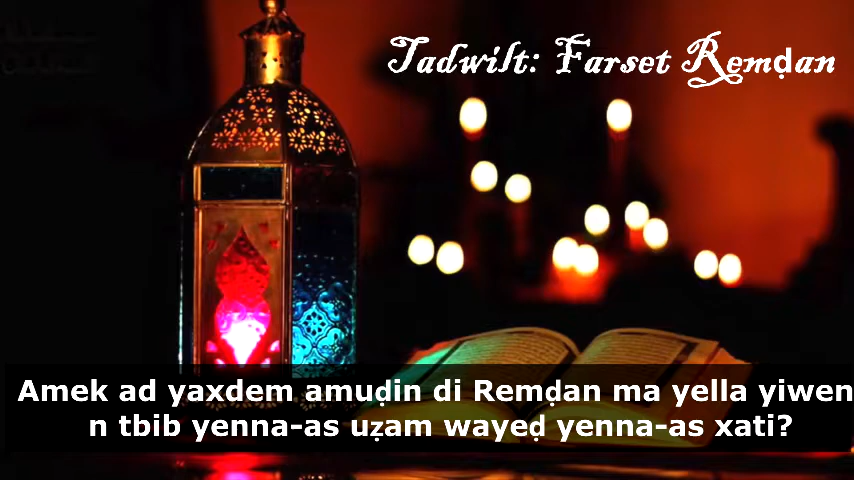 Tadwilt: Farset Remḍan
Amek ad yaxdem amuḍin di Remḍan ma yella yiwen
n tbib yenna-as uẓam wayeḍ yenna-as xati?